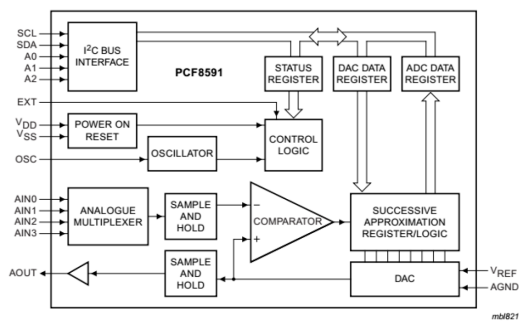 SCL
SDA
A0
A1
A2
I²C BUS
INTERFACE
PCF8591
STATUS
REGISTER
DAC DATA
REGISTER
ADC DATA
REGISTER
EXT
VDD
VSS
POWER ON
RESET
OSC
OSCILLATOR
CONTROL
LOGIC
AIN0
AIN1
AIN2
AIN3
ANALOGUE
MULTIPLEXER
SAMPLE
AND
HOLD
−
+
COMPARATOR
SUCCESSIVE
APPROXIMATION
REGISTER/LOGIC
AOUT
SAMPLE
AND
HOLD
DAC
VREF
AGND
mbl821